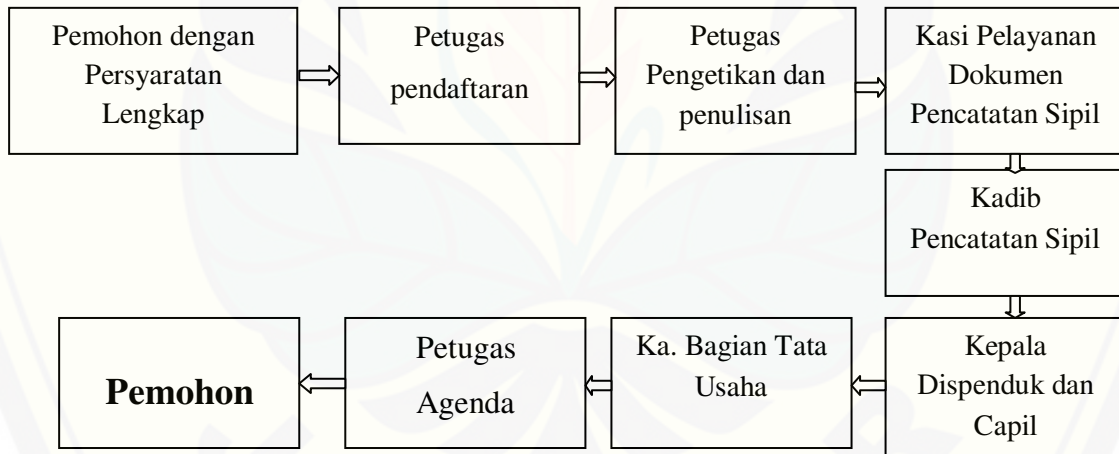 Pemohon dengan
Persyaratan
Lengkap
Petugas
pendaftaran
Petugas
Pengetikan dan
penulisan
Kasi Pelayanan
Dokumen
Pencatatan Sipil
Kadib
Pencatatan Sipil
Kepala
Dispenduk dan
Capil
Ka. Bagian Tata
Usaha
Petugas
Agenda
Pemohon